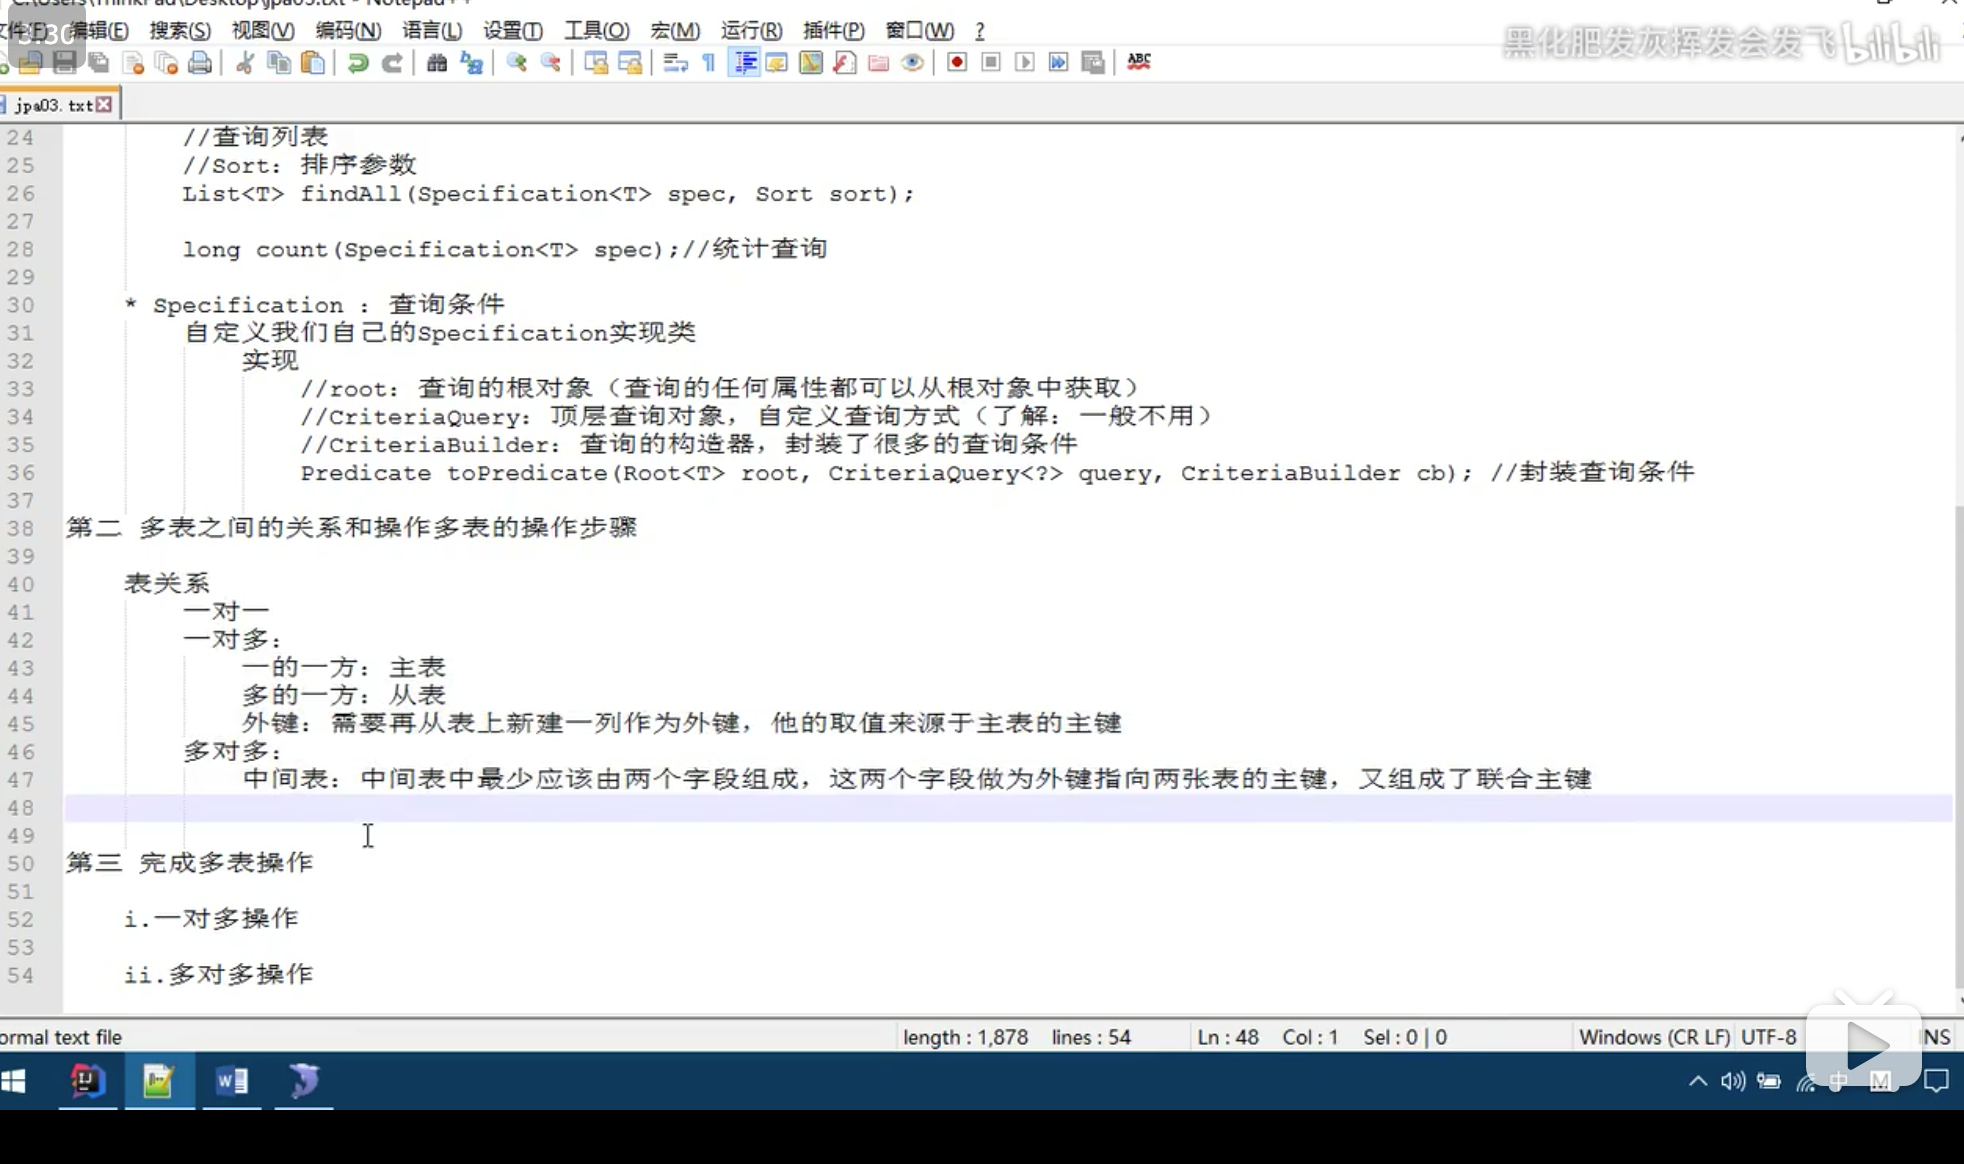 文件(F) 编辑(E) 搜索(S) 视图(V) 编码(N) 语言(L) 设置(T) 工具(O) 宏(M) 运行(R) 插件(P) 窗口(W) ?
3:30
黑化肥发灰挥发会发飞 bilibili
ABC
jpa03.txt
24 //查询列表
25 //Sort：排序参数
26 List<T> findAll(Specification<T> spec, Sort sort);
27
28 long count(Specification<T> spec);//统计查询
29
30 * Specification ：查询条件
31 自定义我们自己的Specification实现类
32 实现
33 //root：查询的根对象（查询的任何属性都可以从根对象中获取）
34 //CriteriaQuery：顶层查询对象，自定义查询方式（了解：一般不用）
35 //CriteriaBuilder：查询的构造器，封装了很多的查询条件
36 Predicate toPredicate(Root<T> root, CriteriaQuery<?> query, CriteriaBuilder cb); //封装查询条件
37
38 第二 多表之间的关系和操作多表的操作步骤
39
40 表关系
41 一对一
42 一对多：
43 一的一方：主表
44 多的一方：从表
45 外键：需要再从表上新建一列作为外键，他的取值来源于主表的主键
46 多对多：
47 中间表：中间表中最少应该由两个字段组成，这两个字段做为外键指向两张表的主键，又组成了联合主键
48
49
50 第三 完成多表操作
51
52 i.一对多操作
53
54 ii.多对多操作
ormal text file length : 1,878 lines : 54 Ln : 48 Col : 1 Sel : 0 | 0 Windows (CR LF) UTF-8 INS
中 M